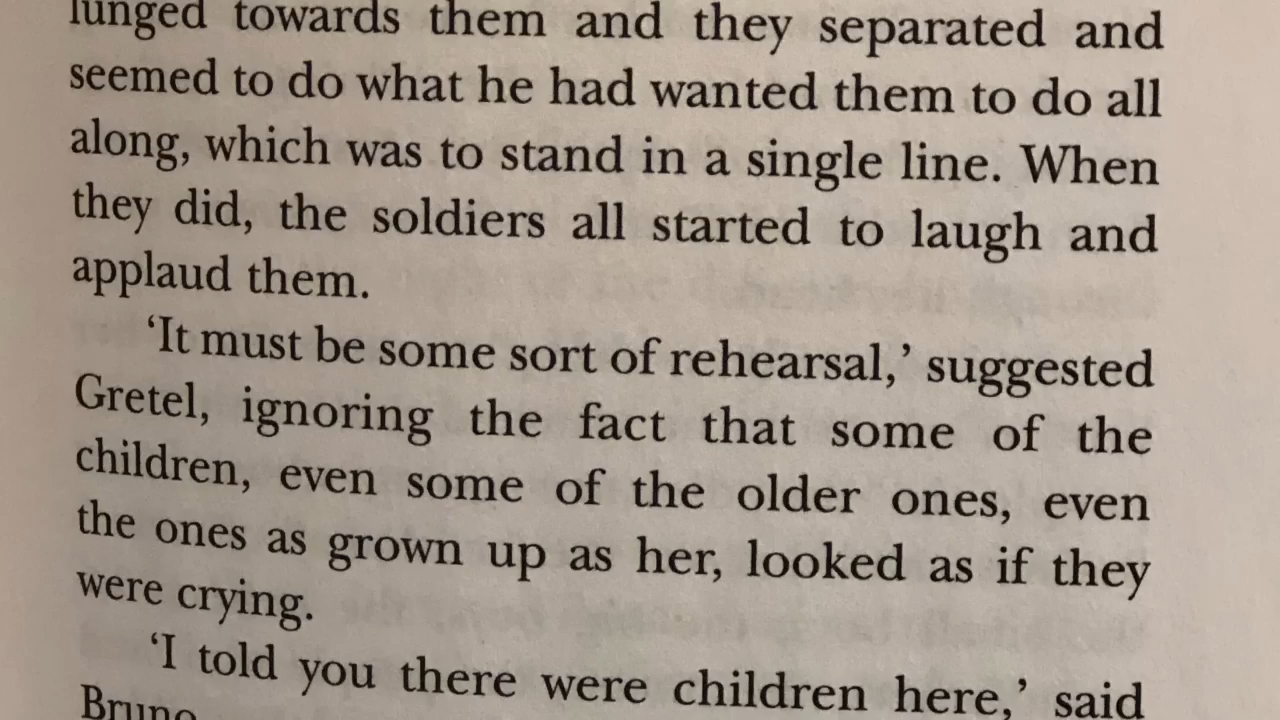 lunged towards them and they separated and
seemed to do what he had wanted them to do all
along, which was to stand in a single line. When
they did, the soldiers all started to laugh and
applaud them.
‘It must be some sort of rehearsal,’ suggested
Gretel, ignoring the fact that some of the
children, even some of the older ones, even
the ones as grown up as her, looked as if they
were crying.
‘I told you there were children here,’ said
Bruno